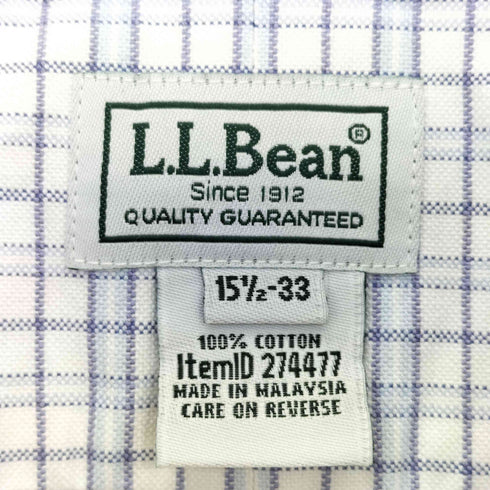 L.L.Bean®
Since 1912
QUALITY GUARANTEED
15½-33
100% COTTON
ItemID 274477
MADE IN MALAYSIA
CARE ON REVERSE